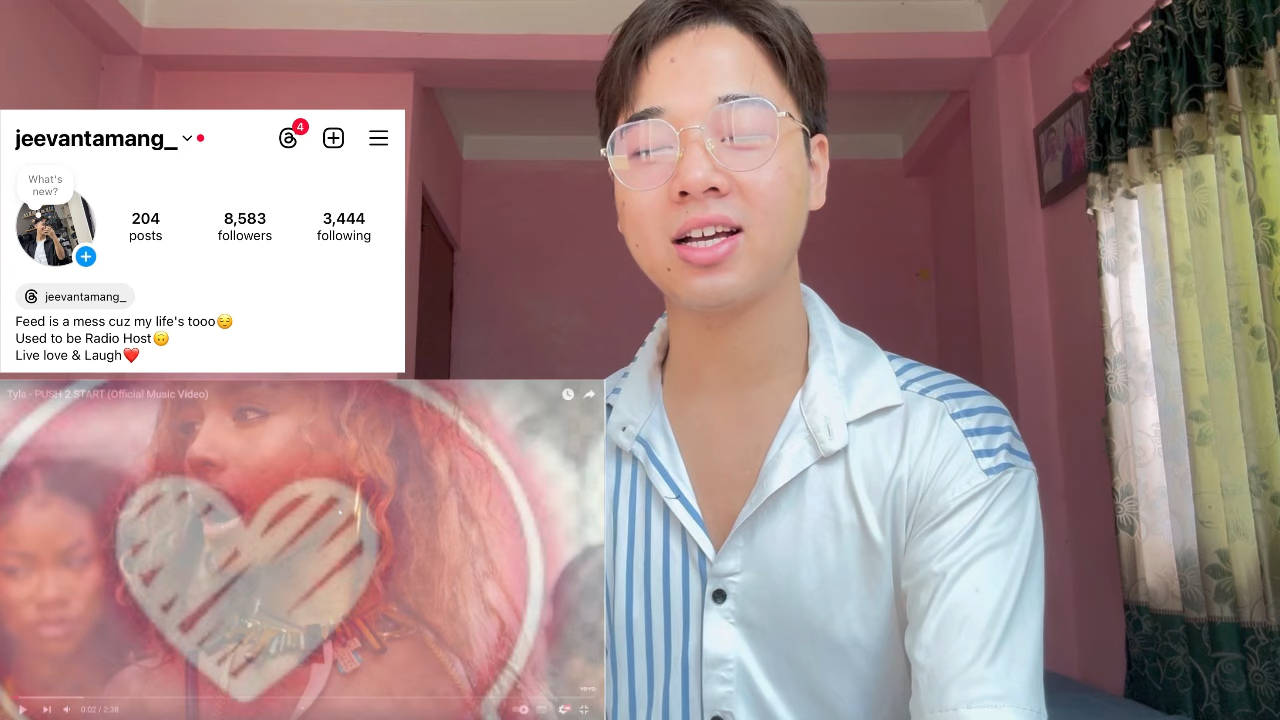 jeevantamang_
4
What's
new?
204
posts
8,583
followers
3,444
following
jeevantamang_
Feed is a mess cuz my life's tooo😌
Used to be Radio Host🙃
Live love & Laugh❤️
Tyla - PUSH 2 START (Official Music Video)
vevo
0:02 / 2:38